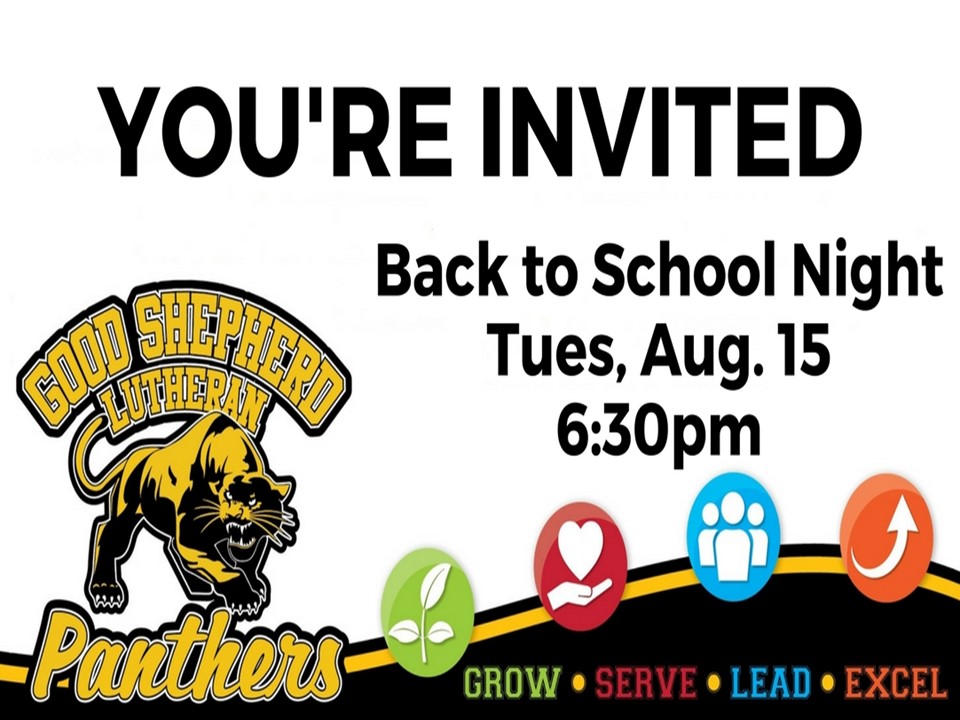 YOU'RE INVITED
Back to School Night
Tues, Aug. 15
6:30pm
GOOD SHEPHERD
LUTHERAN
Panthers
GROW • SERVE • LEAD • EXCEL